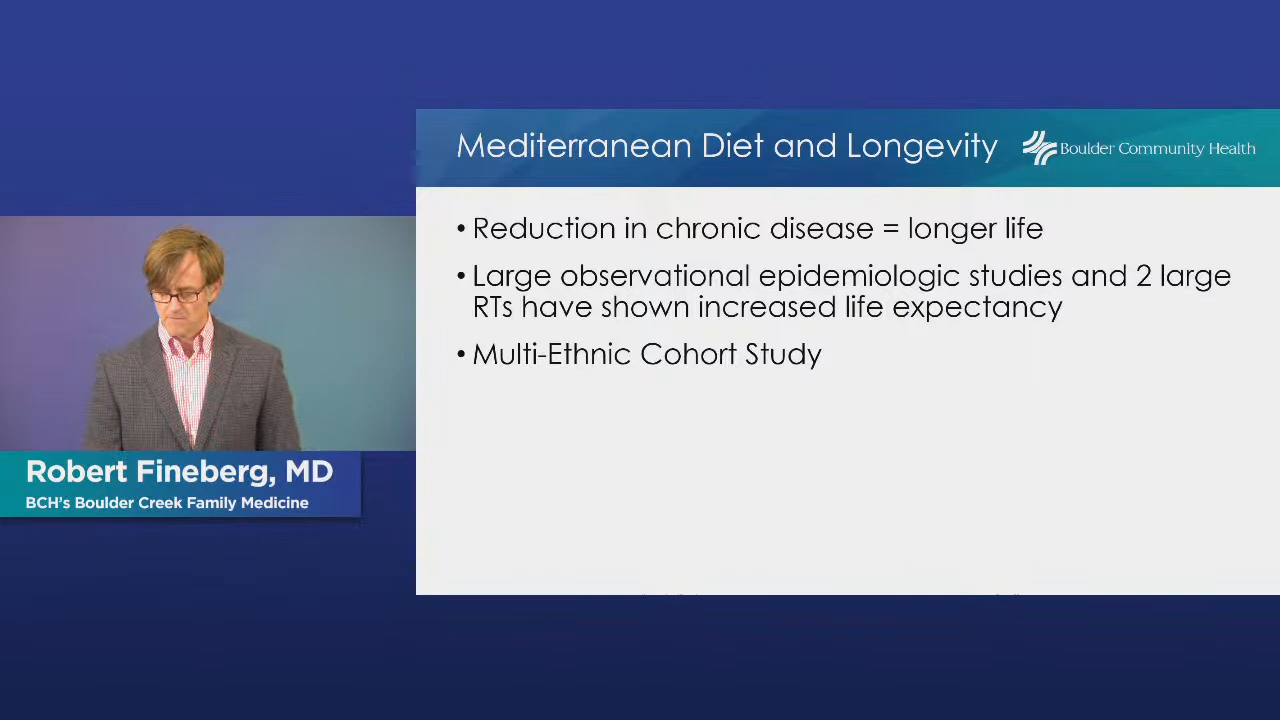 Mediterranean Diet and Longevity
Boulder Community Health
• Reduction in chronic disease = longer life
• Large observational epidemiologic studies and 2 large
RTs have shown increased life expectancy
• Multi-Ethnic Cohort Study
Robert Fineberg, MD
BCH's Boulder Creek Family Medicine